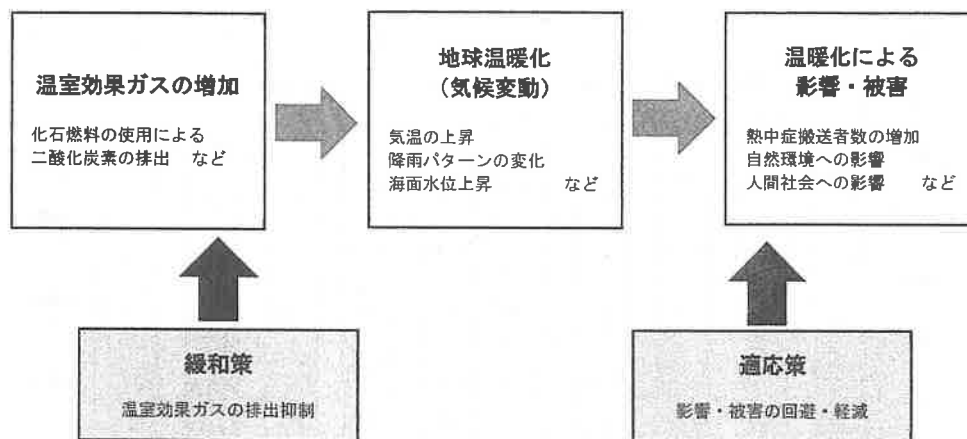 温室効果ガスの増加
化石燃料の使用による
二酸化炭素の排出　など
地球温暖化
（気候変動）
気温の上昇
降雨パターンの変化
海面水位上昇　　　など
温暖化による
影響・被害
熱中症搬送者数の増加
自然環境への影響
人間社会への影響　　など
緩和策
温室効果ガスの排出抑制
適応策
影響・被害の回避・軽減